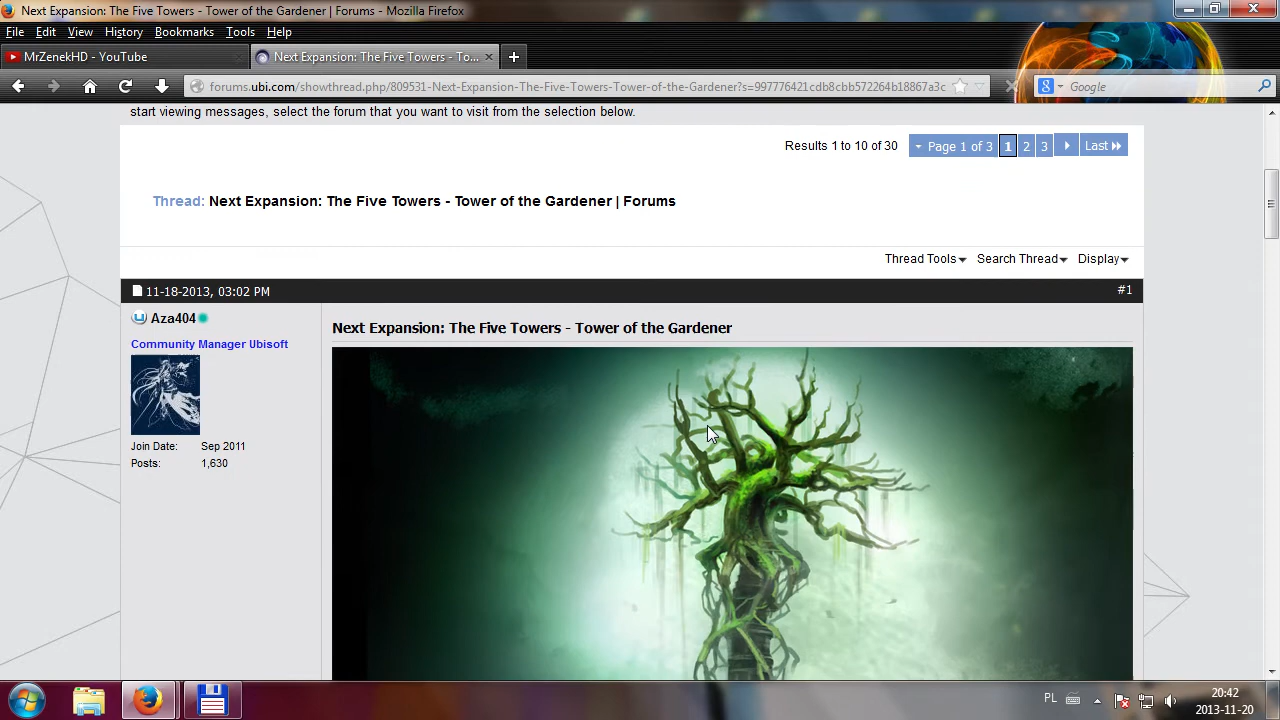 Next Expansion: The Five Towers - Tower of the Gardener | Forums - Mozilla Firefox
File Edit View History Bookmarks Tools Help
MrZenekHD - YouTube
Next Expansion: The Five Towers - To...
forums.ubi.com/showthread.php/809531-Next-Expansion-The-Five-Towers-Tower-of-the-Gardener?s=997776421cdb8cbb572264b18867a3c
Google
start viewing messages, select the forum that you want to visit from the selection below.
Results 1 to 10 of 30
Page 1 of 3 1 2 3 Last
Thread: Next Expansion: The Five Towers - Tower of the Gardener | Forums
Thread Tools Search Thread Display
11-18-2013, 03:02 PM
#1
Aza404
Community Manager Ubisoft
Join Date: Sep 2011
Posts: 1,630
Next Expansion: The Five Towers - Tower of the Gardener
PL
20:42
2013-11-20